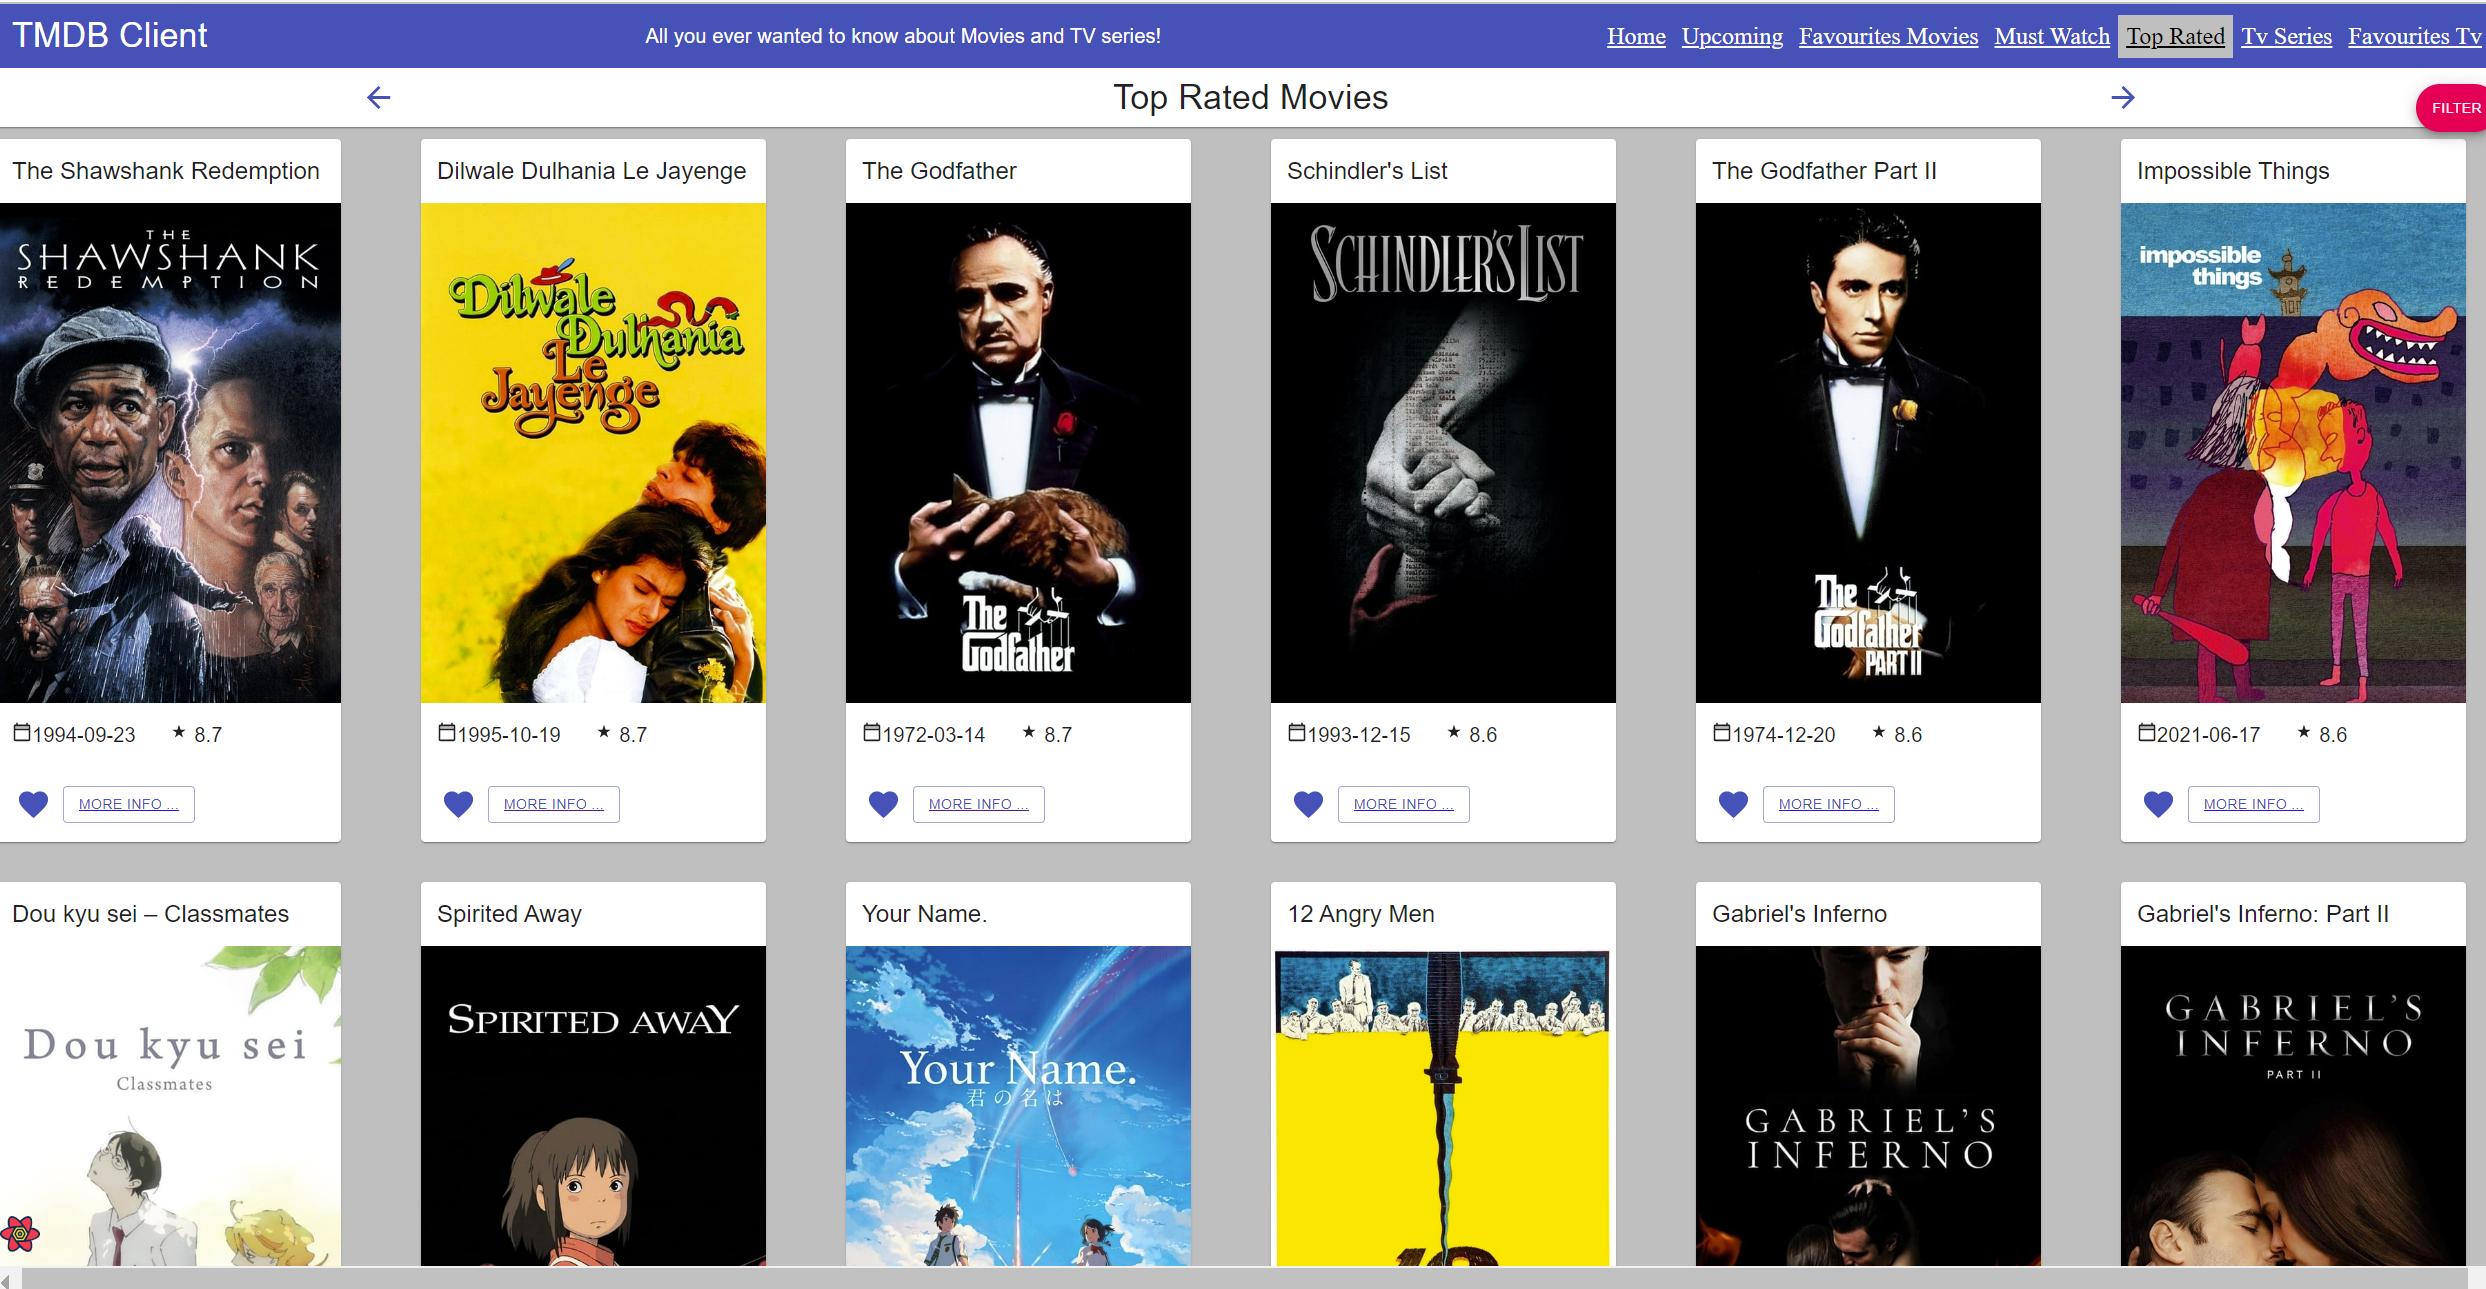 TMDB Client
All you ever wanted to know about Movies and TV series!
Home Upcoming Favourites Movies Must Watch Top Rated Tv Series Favourites Tv
Top Rated Movies
FILTER
The Shawshank Redemption
THE
SHAWSHANK
REDEMPTION
1994-09-23 ★ 8.7
MORE INFO ...
Dilwale Dulhania Le Jayenge
Dilwale
Dulhania
Le
Jayenge
1995-10-19 ★ 8.7
MORE INFO ...
The Godfather
The
Godfather
1972-03-14 ★ 8.7
MORE INFO ...
Schindler's List
SCHINDLER'S LIST
1993-12-15 ★ 8.6
MORE INFO ...
The Godfather Part II
The
Godfather
PART II
1974-12-20 ★ 8.6
MORE INFO ...
Impossible Things
impossible
things
2021-06-17 ★ 8.6
MORE INFO ...
Dou kyu sei – Classmates
Dou kyu sei
Classmates
Spirited Away
SPIRITED AWAY
Your Name.
Your Name.
君の名は
12 Angry Men
Gabriel's Inferno
GABRIEL'S
INFERNO
Gabriel's Inferno: Part II
GABRIEL'S
INFERNO
PART II